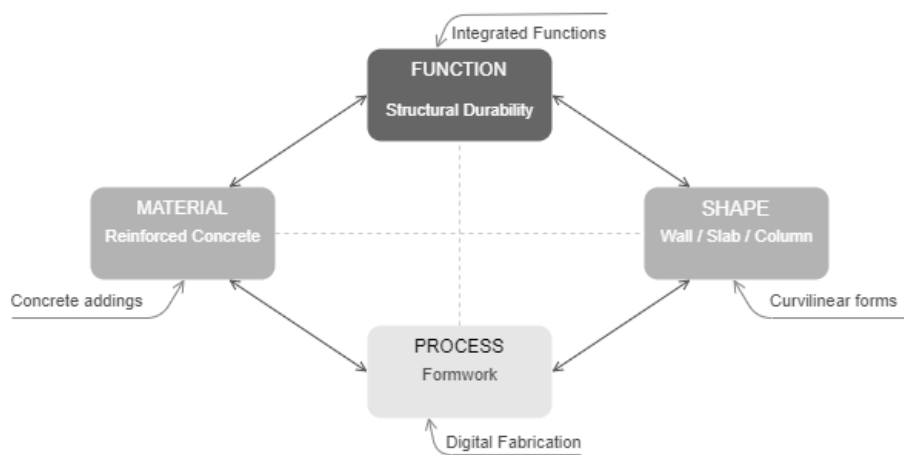 Integrated Functions
FUNCTION
Structural Durability
MATERIAL
Reinforced Concrete
SHAPE
Wall / Slab / Column
Concrete addings
Curvilinear forms
PROCESS
Formwork
Digital Fabrication